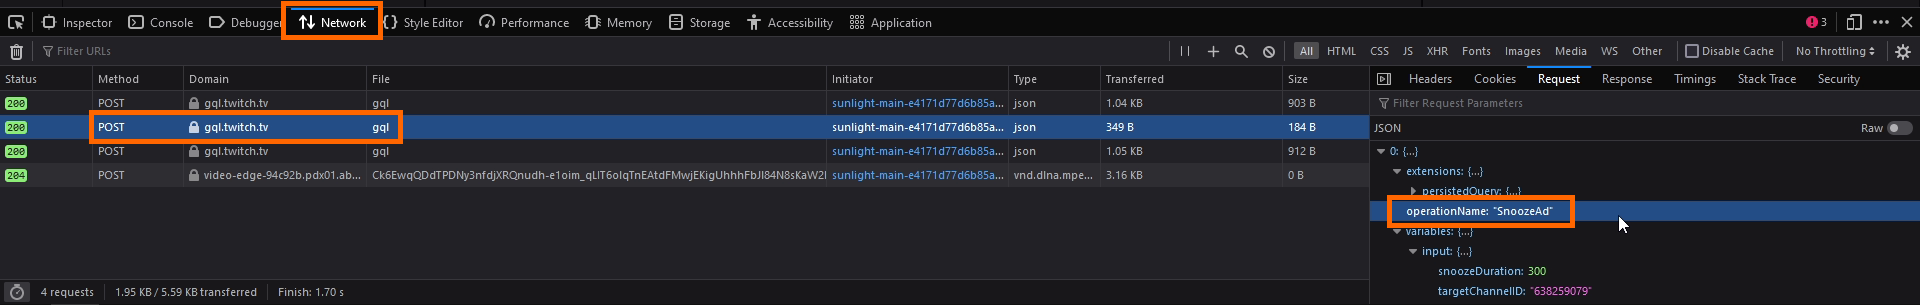 Inspector Console Debugger Network Style Editor Performance Memory Storage Accessibility Application 3
Filter URLs All HTML CSS JS XHR Fonts Images Media WS Other Disable Cache No Throttling
Status Method Domain File Initiator Type Transferred Size
200 POST gql.twitch.tv gql sunlight-main-e4171d77d6b85a... json 1.04 KB 903 B
200 POST gql.twitch.tv gql sunlight-main-e4171d77d6b85a... json 349 B 184 B
200 POST gql.twitch.tv gql sunlight-main-e4171d77d6b85a... json 1.05 KB 912 B
204 POST video-edge-94c92b.pdx01.ab... sunlight-main-e4171d77d6b85a... vnd.dlna.mpe... 3.16 KB 0 B
4 requests 1.95 KB / 5.59 KB transferred Finish: 1.70 s
Headers Cookies Request Response Timings Stack Trace Security
Filter Request Parameters
JSON Raw
0: {...}
extensions: {...}
persistedQuery: {...}
operationName: "SnoozeAd"
variables: {...}
input: {...}
snoozeDuration: 300
targetChannelID: "638259079"